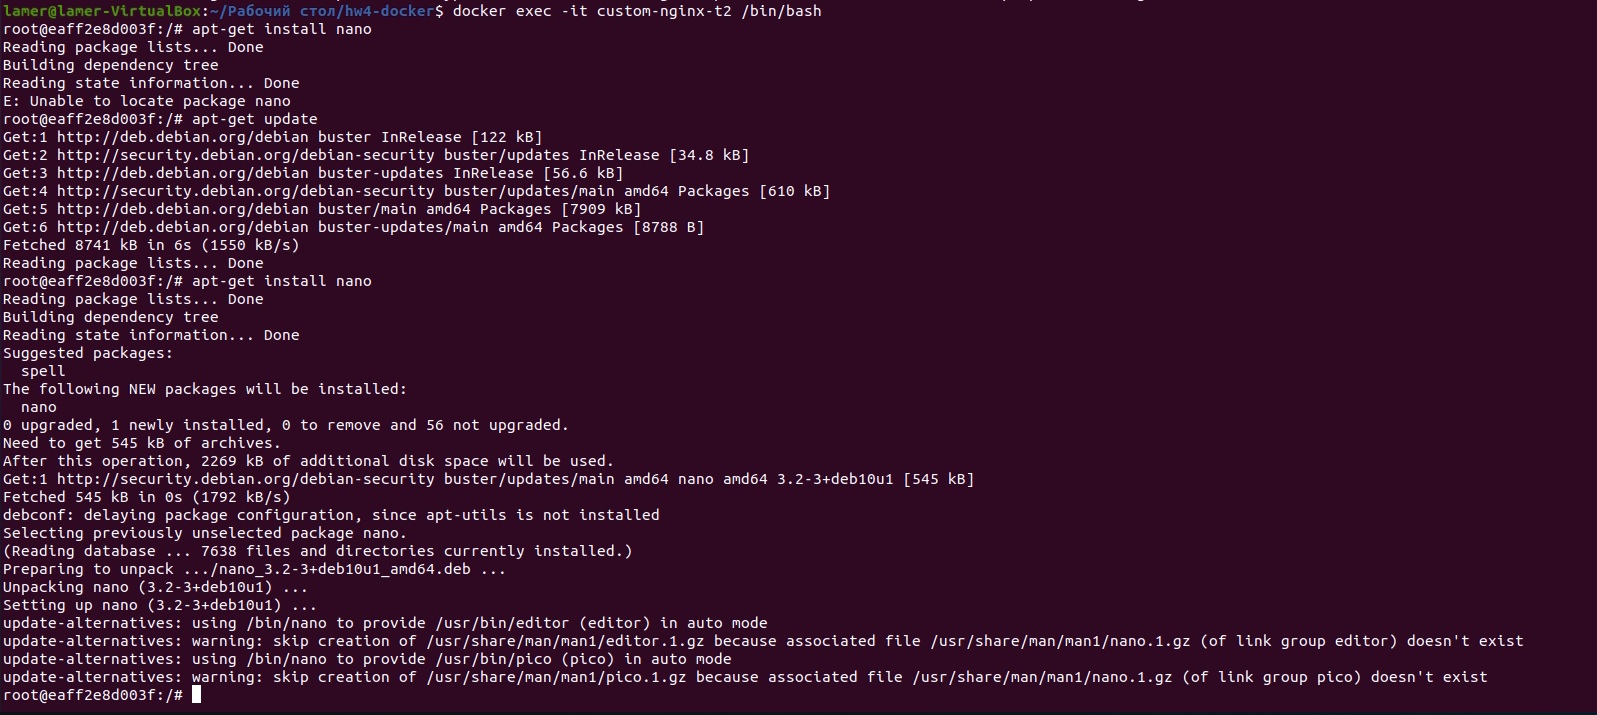 lamer@lamer-VirtualBox:~/Рабочий стол/hw4-docker$ docker exec -it custom-nginx-t2 /bin/bash
root@eaff2e8d003f:/# apt-get install nano
Reading package lists... Done
Building dependency tree
Reading state information... Done
E: Unable to locate package nano
root@eaff2e8d003f:/# apt-get update
Get:1 http://deb.debian.org/debian buster InRelease [122 kB]
Get:2 http://security.debian.org/debian-security buster/updates InRelease [34.8 kB]
Get:3 http://deb.debian.org/debian buster-updates InRelease [56.6 kB]
Get:4 http://security.debian.org/debian-security buster/updates/main amd64 Packages [610 kB]
Get:5 http://deb.debian.org/debian buster/main amd64 Packages [7909 kB]
Get:6 http://deb.debian.org/debian buster-updates/main amd64 Packages [8788 B]
Fetched 8741 kB in 6s (1550 kB/s)
Reading package lists... Done
root@eaff2e8d003f:/# apt-get install nano
Reading package lists... Done
Building dependency tree
Reading state information... Done
Suggested packages:
  spell
The following NEW packages will be installed:
  nano
0 upgraded, 1 newly installed, 0 to remove and 56 not upgraded.
Need to get 545 kB of archives.
After this operation, 2269 kB of additional disk space will be used.
Get:1 http://security.debian.org/debian-security buster/updates/main amd64 nano amd64 3.2-3+deb10u1 [545 kB]
Fetched 545 kB in 0s (1792 kB/s)
debconf: delaying package configuration, since apt-utils is not installed
Selecting previously unselected package nano.
(Reading database ... 7638 files and directories currently installed.)
Preparing to unpack .../nano_3.2-3+deb10u1_amd64.deb ...
Unpacking nano (3.2-3+deb10u1) ...
Setting up nano (3.2-3+deb10u1) ...
update-alternatives: using /bin/nano to provide /usr/bin/editor (editor) in auto mode
update-alternatives: warning: skip creation of /usr/share/man/man1/editor.1.gz because associated file /usr/share/man/man1/nano.1.gz (of link group editor) doesn't exist
update-alternatives: using /bin/nano to provide /usr/bin/pico (pico) in auto mode
update-alternatives: warning: skip creation of /usr/share/man/man1/pico.1.gz because associated file /usr/share/man/man1/nano.1.gz (of link group pico) doesn't exist
root@eaff2e8d003f:/#